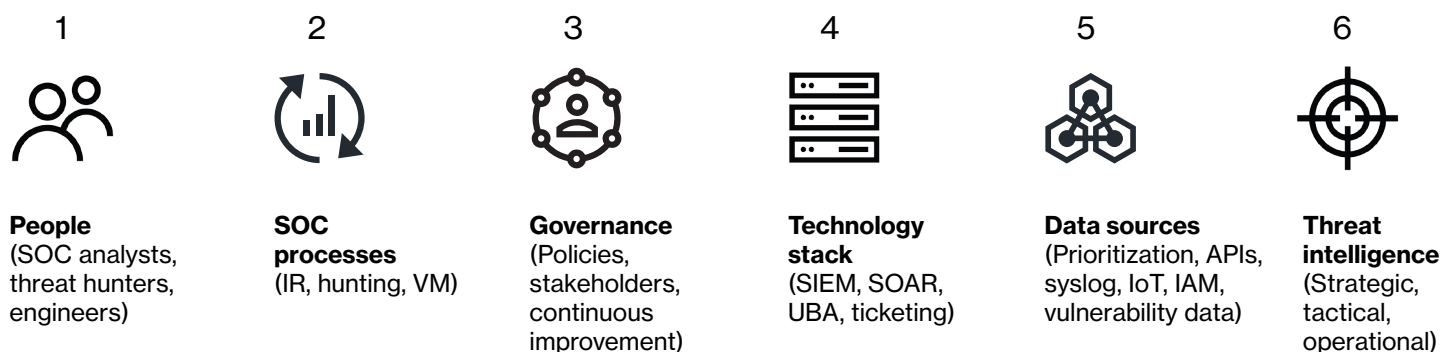 1
2
3
4
5
6
People
(SOC analysts,
threat hunters,
engineers)
SOC
processes
(IR, hunting, VM)
Governance
(Policies,
stakeholders,
continuous
improvement)
Technology
stack
(SIEM, SOAR,
UBA, ticketing)
Data sources
(Prioritization, APIs,
syslog, IoT, IAM,
vulnerability data)
Threat
intelligence
(Strategic,
tactical,
operational)